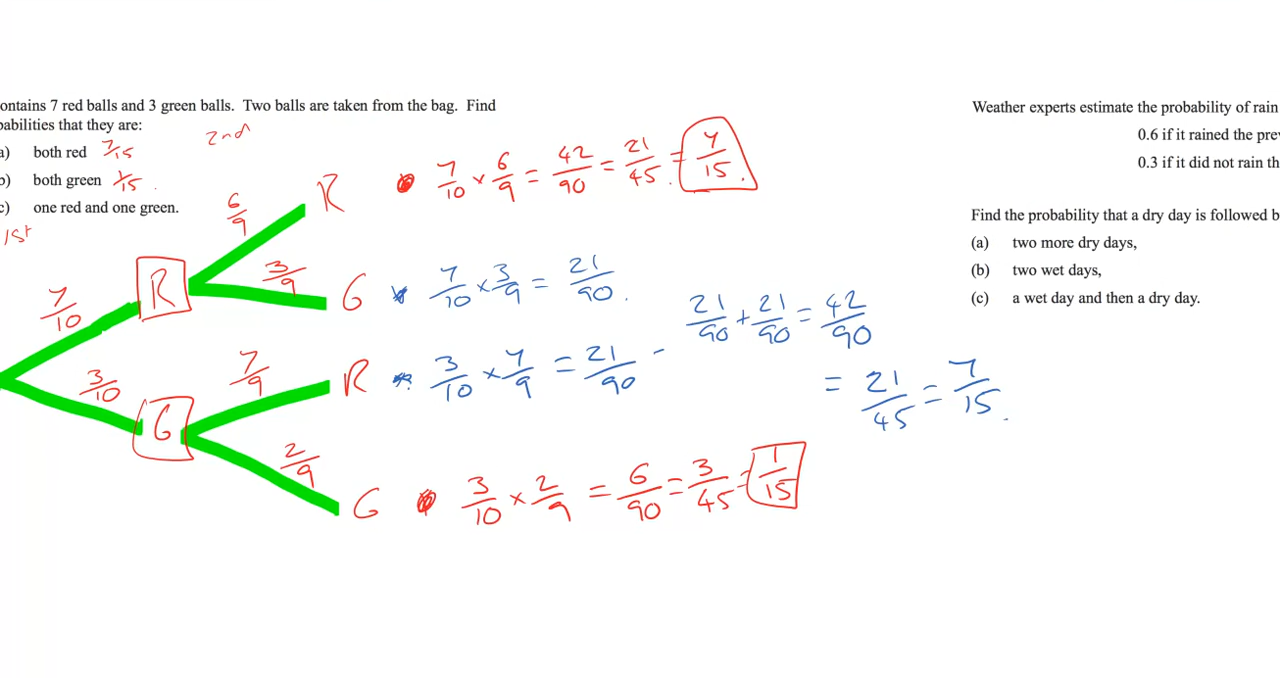 ontains 7 red balls and 3 green balls. Two balls are taken from the bag. Find
abilities that they are:
a) both red 7/15
) both green 1/15
c) one red and one green.
1st
2nd
7/10
R
6/9
R
7/10 × 6/9 = 42/90 = 21/45 = 7/15
3/9
G
7/10 × 3/9 = 21/90
3/10
G
7/9
R
3/10 × 7/9 = 21/90
21/90 + 21/90 = 42/90
= 21/45 = 7/15
2/9
G
3/10 × 2/9 = 6/90 = 3/45 = 1/15
Weather experts estimate the probability of rain
0.6 if it rained the pre
0.3 if it did not rain th
Find the probability that a dry day is followed b
(a) two more dry days,
(b) two wet days,
(c) a wet day and then a dry day.